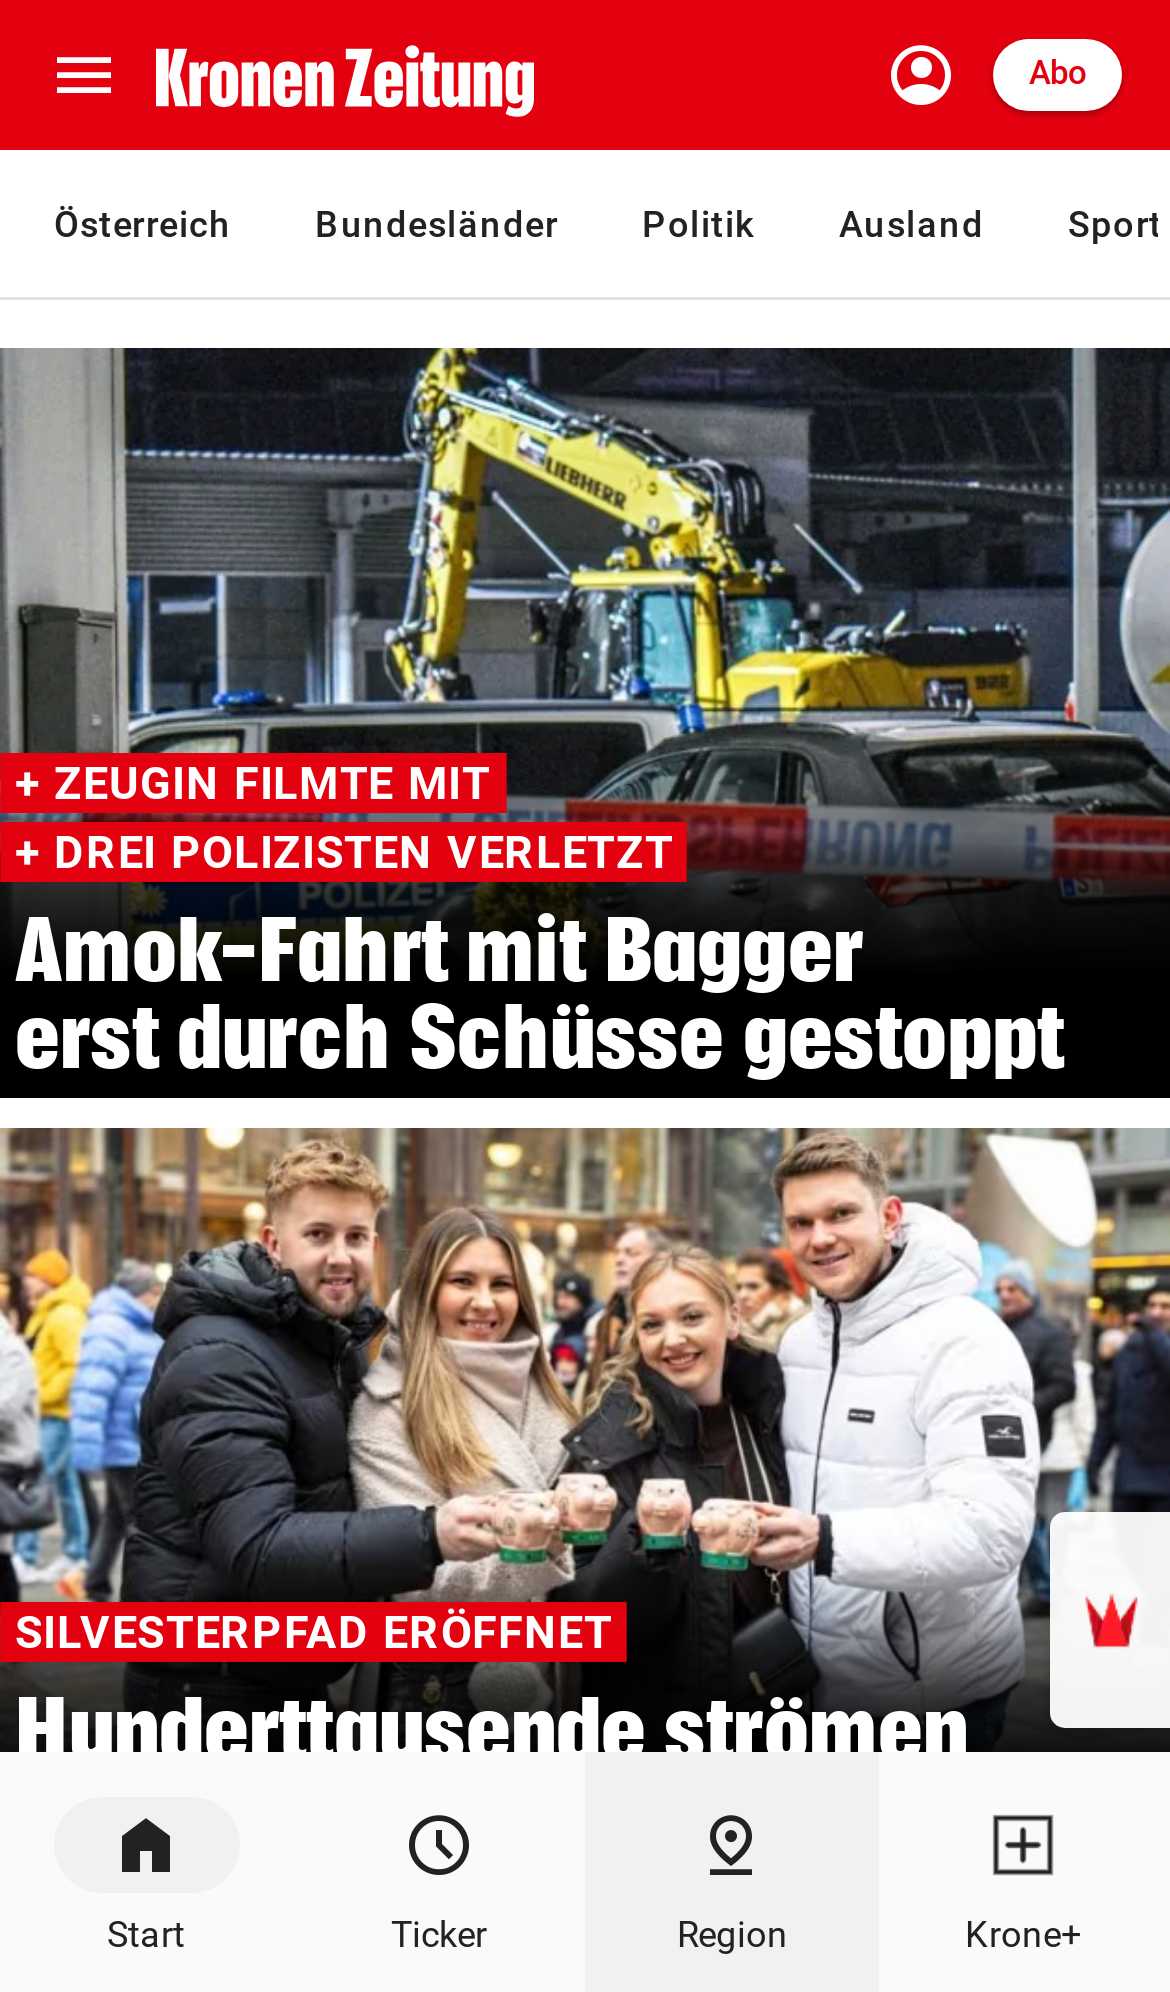 Kronen Zeitung
Abo
Österreich
Bundesländer
Politik
Ausland
Sport
LIEBHERR
+ ZEUGIN FILMTE MIT
+ DREI POLIZISTEN VERLETZT
POLIZEI
Amok-Fahrt mit Bagger
erst durch Schüsse gestoppt
SILVESTERPFAD ERÖFFNET
Hunderttausende strömen
Start
Ticker
Region
Krone+